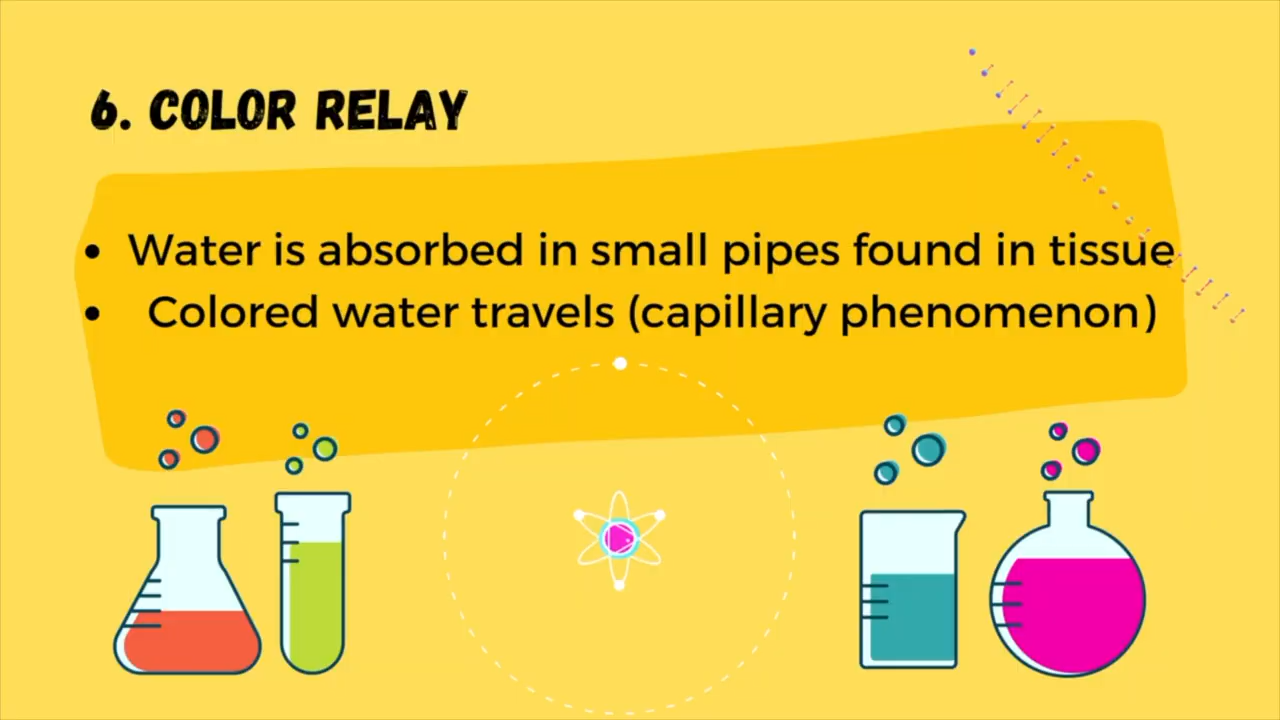 6. COLOR RELAY
• Water is absorbed in small pipes found in tissue
• Colored water travels (capillary phenomenon)